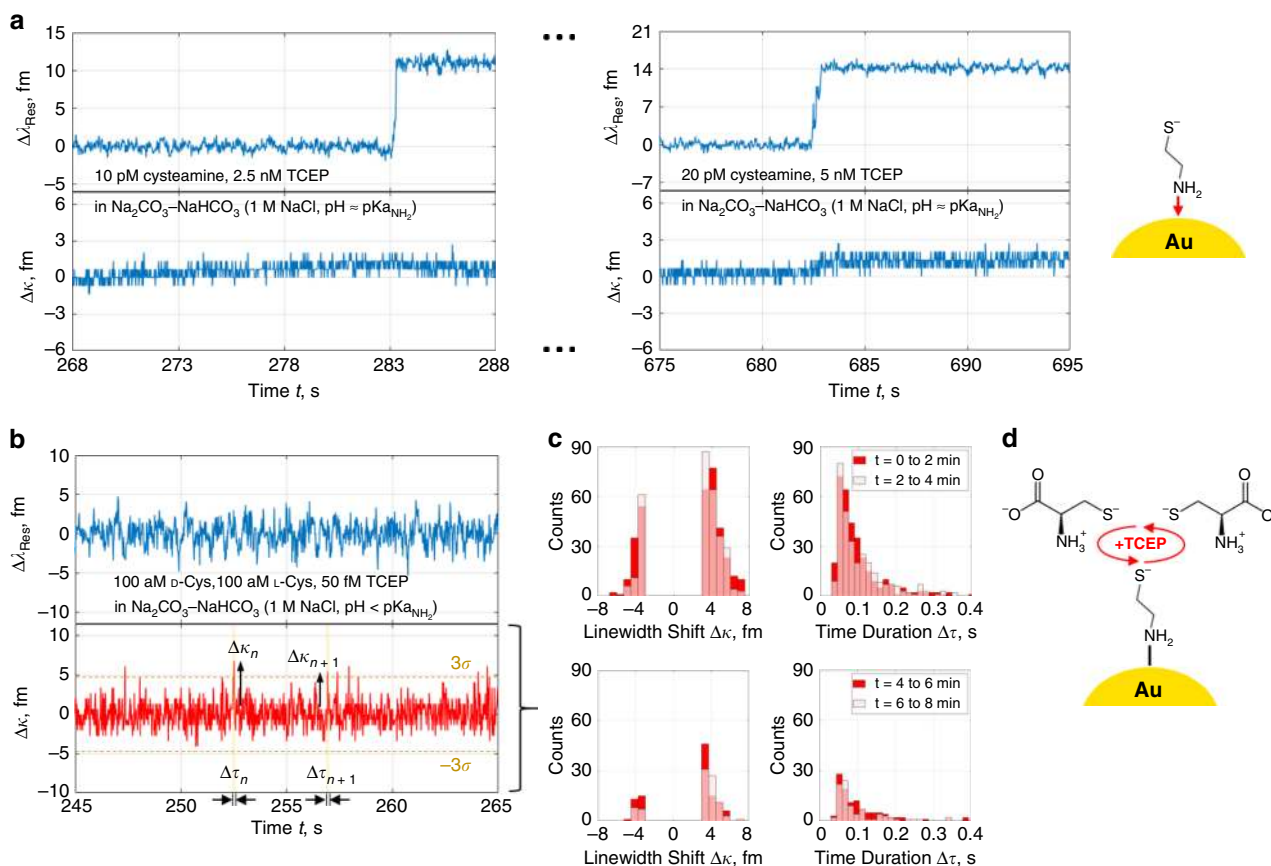 a
15
10
5
0
−5
Δλ_Res, fm
10 pM cysteamine, 2.5 nM TCEP
in Na₂CO₃–NaHCO₃ (1 M NaCl, pH ≈ pKa_NH₂)
6
3
0
−3
−6
Δκ, fm
268 273 278 283 288
Time t, s
...
...
21
14
7
0
−7
Δλ_Res, fm
20 pM cysteamine, 5 nM TCEP
in Na₂CO₃–NaHCO₃ (1 M NaCl, pH ≈ pKa_NH₂)
6
3
0
−3
−6
Δκ, fm
675 680 685 690 695
Time t, s
S⁻
NH₂
Au
b
10
5
0
−5
−10
Δλ_Res, fm
100 aM D-Cys,100 aM L-Cys, 50 fM TCEP
in Na₂CO₃–NaHCO₃ (1 M NaCl, pH < pKa_NH₂)
10
5
0
−5
−10
Δκ, fm
Δκₙ
Δκₙ₊₁
3σ
−3σ
Δτₙ
Δτₙ₊₁
245 250 255 260 265
Time t, s
c
90
60
30
0
Counts
−8 −4 0 4 8
Linewidth Shift Δκ, fm
90
60
30
0
Counts
t = 0 to 2 min
t = 2 to 4 min
0 0.1 0.2 0.3 0.4
Time Duration Δτ, s
90
60
30
0
Counts
−8 −4 0 4 8
Linewidth Shift Δκ, fm
90
60
30
0
Counts
t = 4 to 6 min
t = 6 to 8 min
0 0.1 0.2 0.3 0.4
Time Duration Δτ, s
d
O
⁻O
S⁻
NH₃⁺
⁻S
O
O
NH₃⁺
+TCEP
S⁻
NH₂
Au